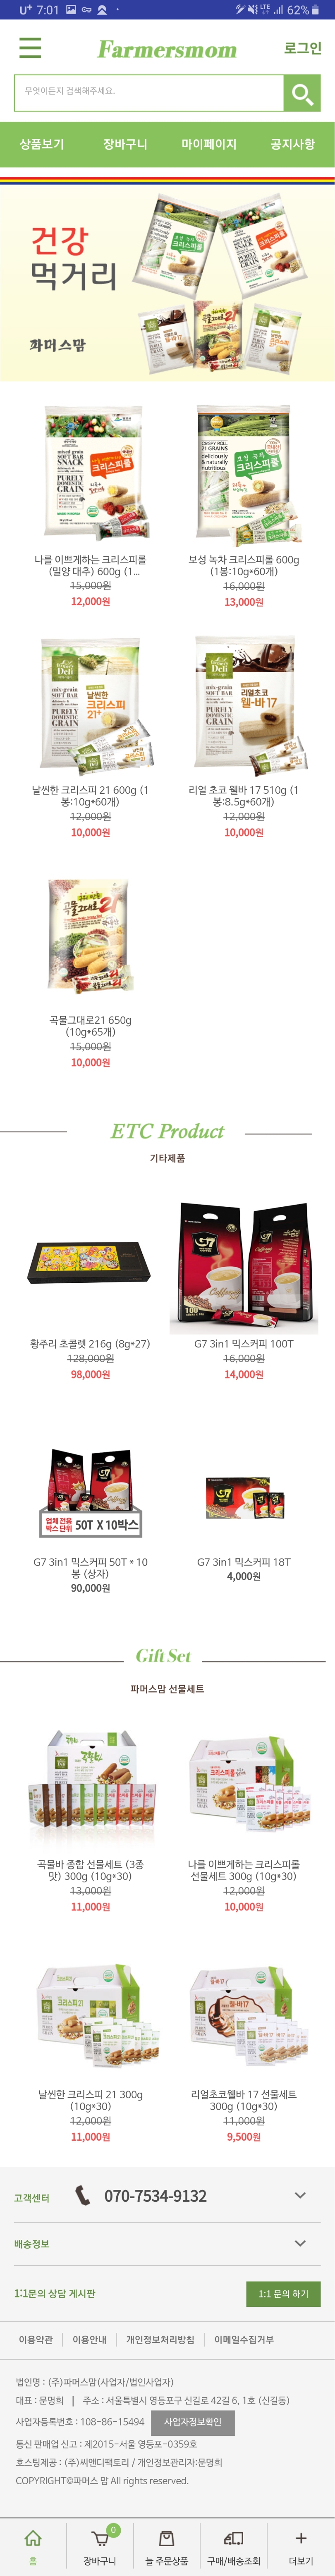 U+ 7:01 LTE 62%
Farmersmom 로그인
무엇이든지 검색해주세요.
상품보기 장바구니 마이페이지 공지사항
건강
먹거리
파머스맘
나를 이쁘게하는 크리스피롤
(밀양 대추) 600g (1...
15,000원
12,000원
보성 녹차 크리스피롤 600g
(1봉:10g*60개)
16,000원
13,000원
날씬한 크리스피 21 600g (1
봉:10g*60개)
12,000원
10,000원
리얼 초코 웰바 17 510g (1
봉:8.5g*60개)
12,000원
10,000원
곡물그대로21 650g
(10g*65개)
15,000원
10,000원
ETC Product
기타제품
황주리 초콜렛 216g (8g*27)
128,000원
98,000원
G7 3in1 믹스커피 100T
16,000원
14,000원
업체전용
박스단위 50T X 10박스
G7 3in1 믹스커피 50T * 10
봉 (상자)
90,000원
G7 3in1 믹스커피 18T
4,000원
Gift Set
파머스맘 선물세트
곡물바 종합 선물세트 (3종
맛) 300g (10g*30)
13,000원
11,000원
나를 이쁘게하는 크리스피롤
선물세트 300g (10g*30)
12,000원
10,000원
날씬한 크리스피 21 300g
(10g*30)
12,000원
11,000원
리얼초코웰바 17 선물세트
300g (10g*30)
11,000원
9,500원
고객센터 070-7534-9132
배송정보
1:1문의 상담 게시판 1:1 문의 하기
이용약관 이용안내 개인정보처리방침 이메일수집거부
법인명 : (주)파머스맘(사업자/법인사업자)
대표 : 문명희 | 주소 : 서울특별시 영등포구 신길로 42길 6, 1호 (신길동)
사업자등록번호 : 108-86-15494 사업자정보확인
통신 판매업 신고 : 제2015-서울 영등포-0359호
호스팅제공 : (주)씨앤디팩토리 / 개인정보관리자:문명희
COPYRIGHT©파머스 맘 All rights reserved.
0
홈 장바구니 늘 주문상품 구매/배송조회 더보기